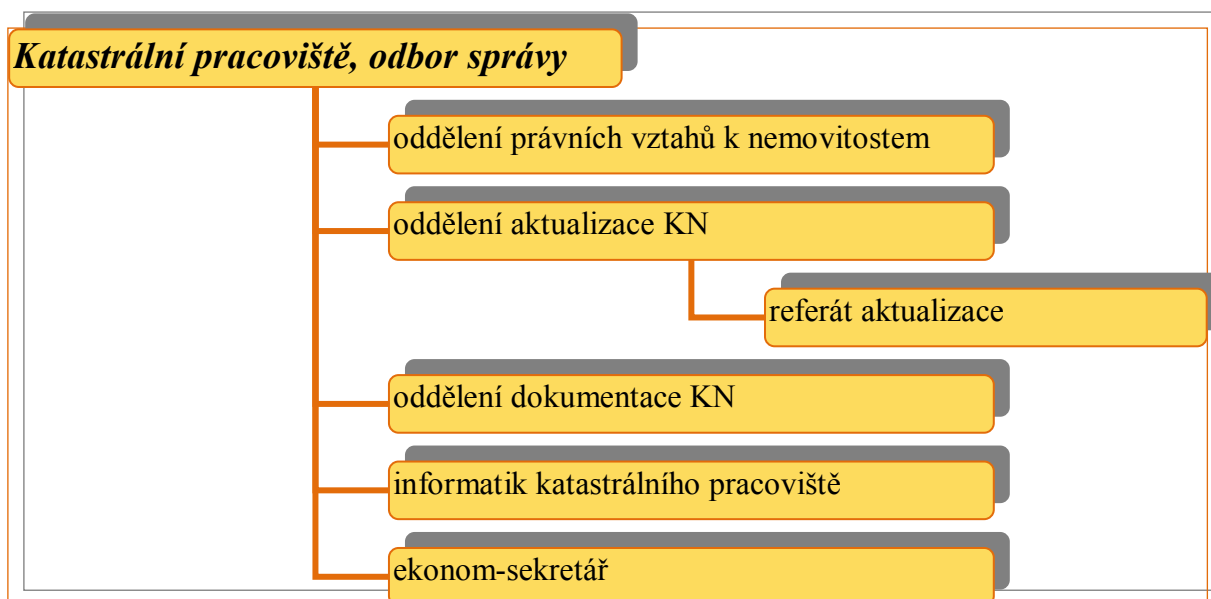 Katastrální pracoviště, odbor správy
oddělení právních vztahů k nemovitostem
oddělení aktualizace KN
referát aktualizace
oddělení dokumentace KN
informatik katastrálního pracoviště
ekonom-sekretář